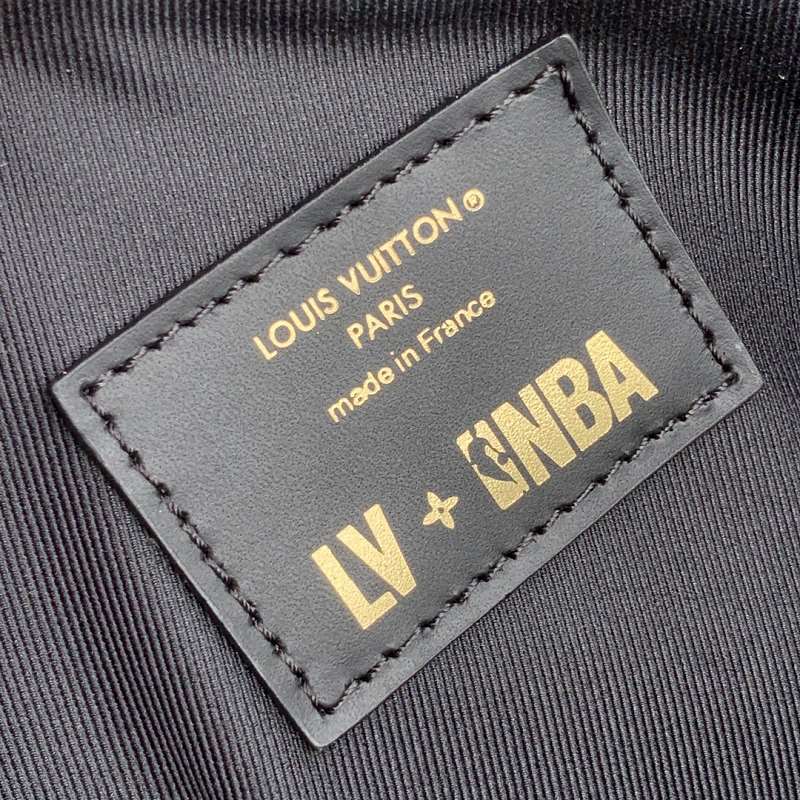 LOUIS VUITTON®
PARIS
made in France
LV + NBA